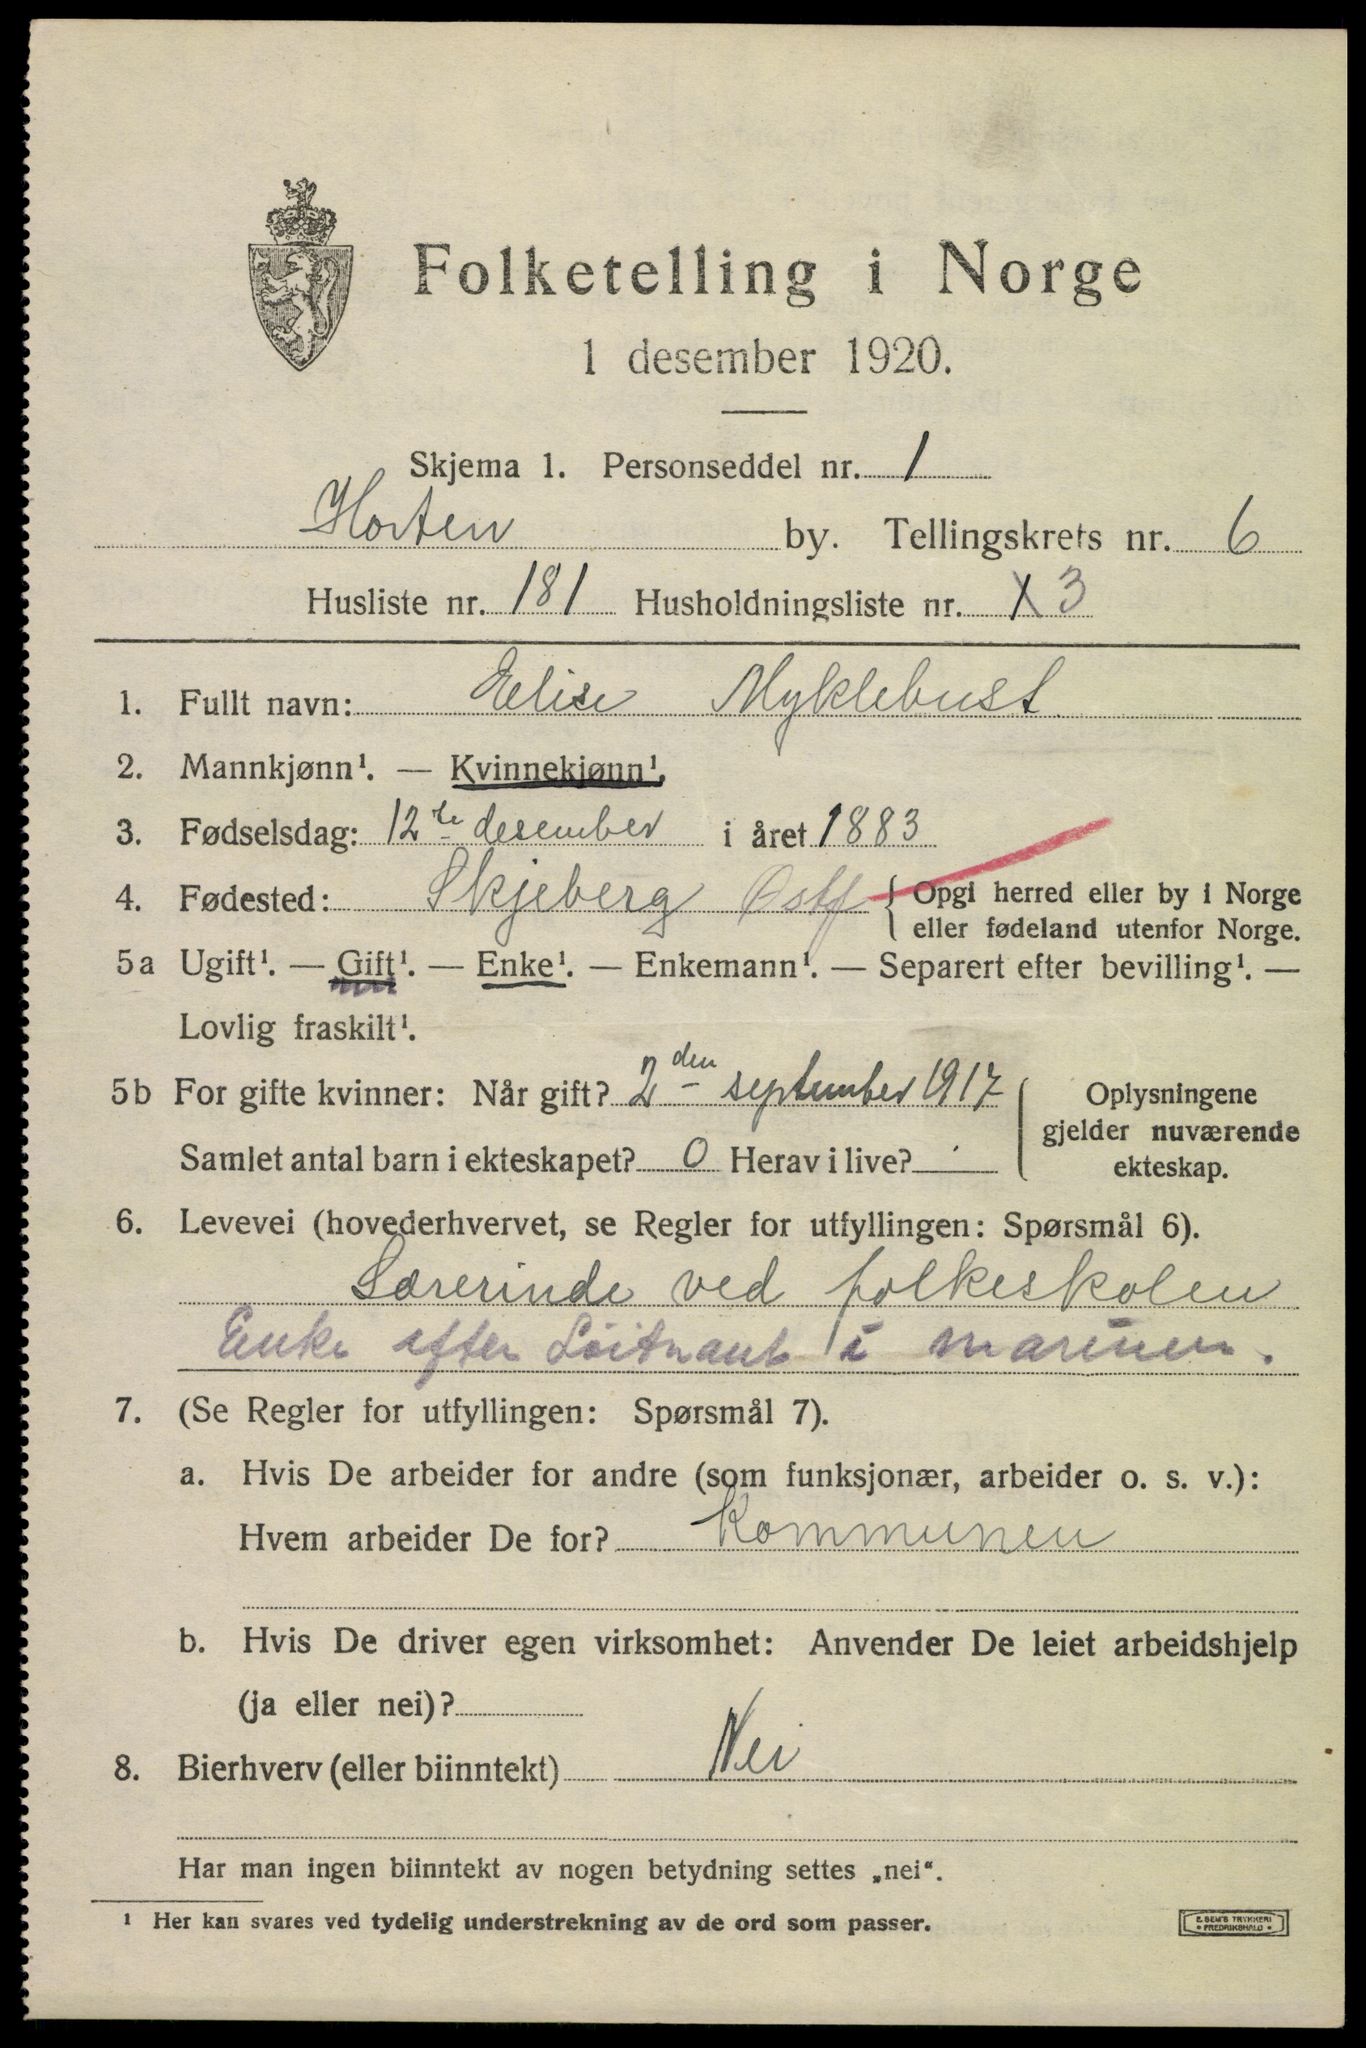 Folketelling i Norge
1 desember 1920.
Skjema 1. Personseddel nr. 1
Horten by. Tellingskrets nr. 6
Husliste nr. 181 Husholdningsliste nr. X 3
1. Fullt navn: Elise Myklebust
2. Mannkjønn¹. — Kvinnekjønn¹.
3. Fødselsdag: 12te desember i året 1883
4. Fødested: Skjeberg Østf { Opgi herred eller by i Norge
eller fødeland utenfor Norge.
5a Ugift¹. — Gift¹. — Enke¹. — Enkemann¹. — Separert efter bevilling¹. —
Lovlig fraskilt¹.
5b For gifte kvinner: Når gift? 2den september 1917
Samlet antal barn i ekteskapet? 0 Herav i live? .
Oplysningene
gjelder nuværende
ekteskap.
6. Levevei (hovederhvervet, se Regler for utfyllingen: Spørsmål 6).
Lærerinde ved folkeskolen
Enke efter Løitnant i marinen.
7. (Se Regler for utfyllingen: Spørsmål 7).
a. Hvis De arbeider for andre (som funksjonær, arbeider o. s. v.):
Hvem arbeider De for? Kommunen
b. Hvis De driver egen virksomhet: Anvender De leiet arbeidshjelp
(ja eller nei)?
8. Bierhverv (eller biinntekt) Nei
Har man ingen biinntekt av nogen betydning settes „nei“.
¹ Her kan svares ved tydelig understrekning av de ord som passer.
E. SEM'S TRYKKERI
• FREDRIKSHALD •